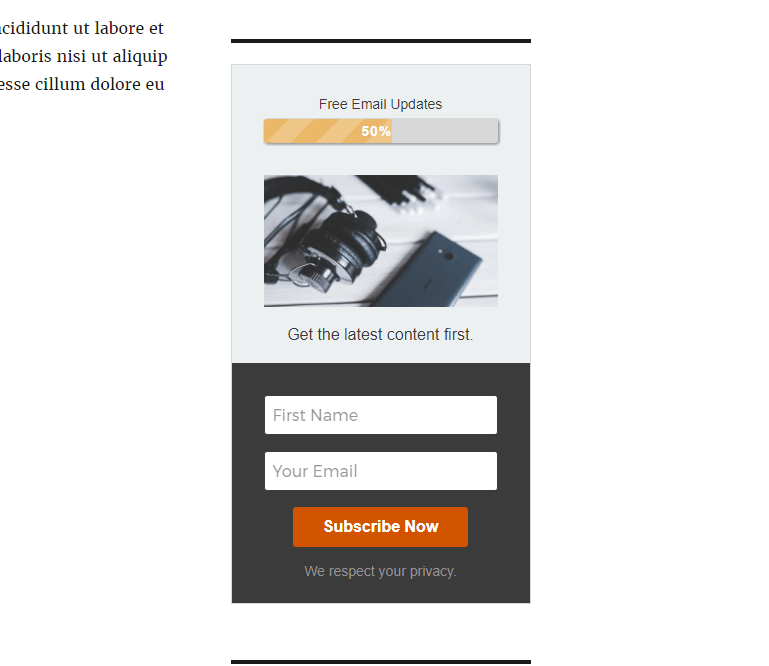 ncididunt ut labore et
laboris nisi ut aliquip
esse cillum dolore eu
Free Email Updates
50%
Get the latest content first.
First Name
Your Email
Subscribe Now
We respect your privacy.